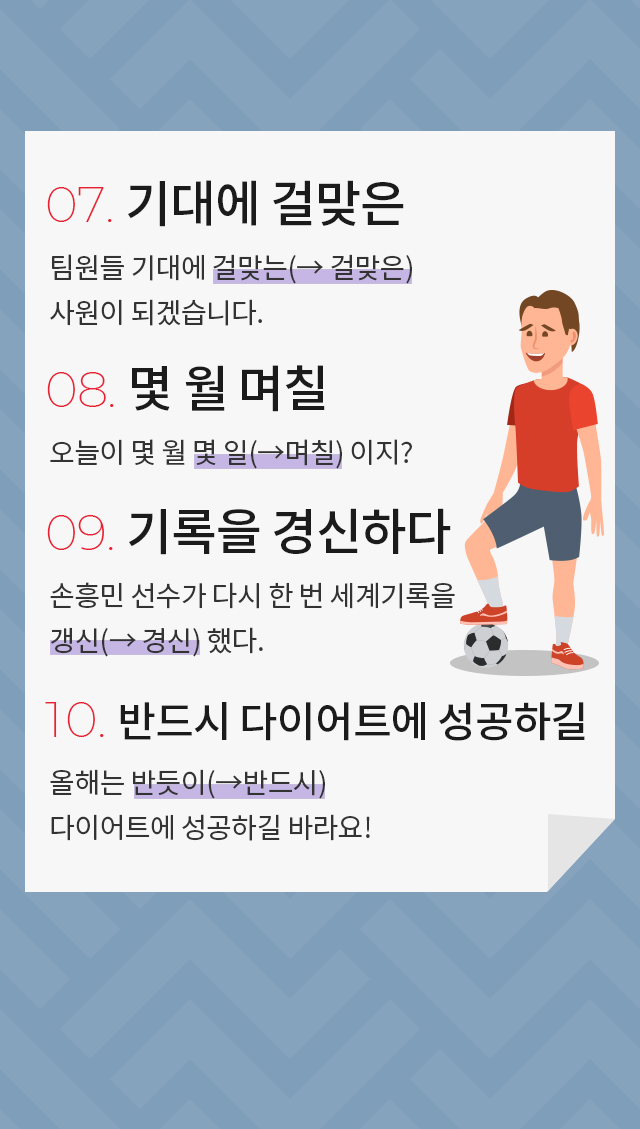 07. 기대에 걸맞은
팀원들 기대에 걸맞는(→ 걸맞은)
사원이 되겠습니다.
08. 몇 월 며칠
오늘이 몇 월 몇 일(→며칠) 이지?
09. 기록을 경신하다
손흥민 선수가 다시 한 번 세계기록을
갱신(→ 경신) 했다.
10. 반드시 다이어트에 성공하길
올해는 반듯이(→반드시)
다이어트에 성공하길 바라요!